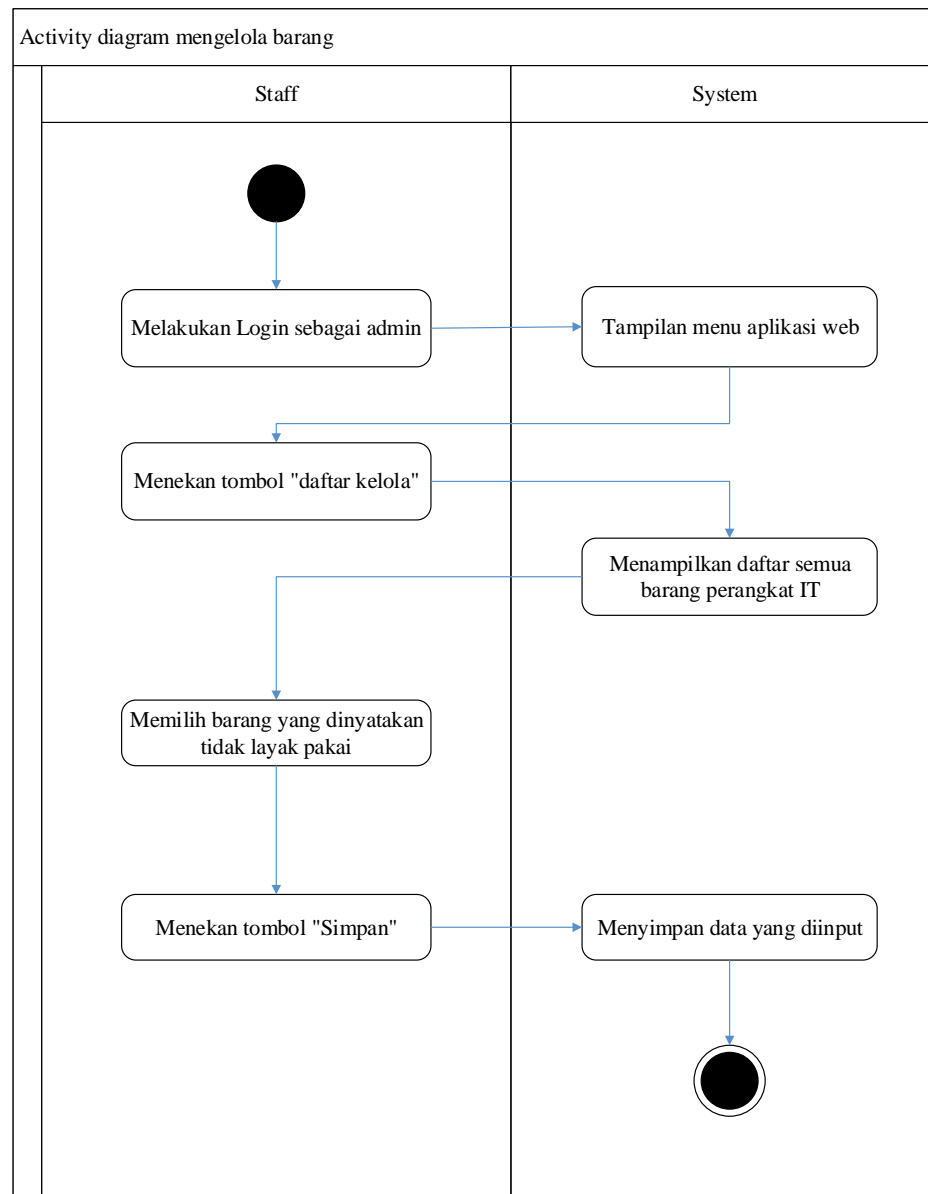 Activity diagram mengelola barang
Staff
System
Melakukan Login sebagai admin
Tampilan menu aplikasi web
Menekan tombol "daftar kelola"
Menampilkan daftar semua
barang perangkat IT
Memilih barang yang dinyatakan
tidak layak pakai
Menekan tombol "Simpan"
Menyimpan data yang diinput